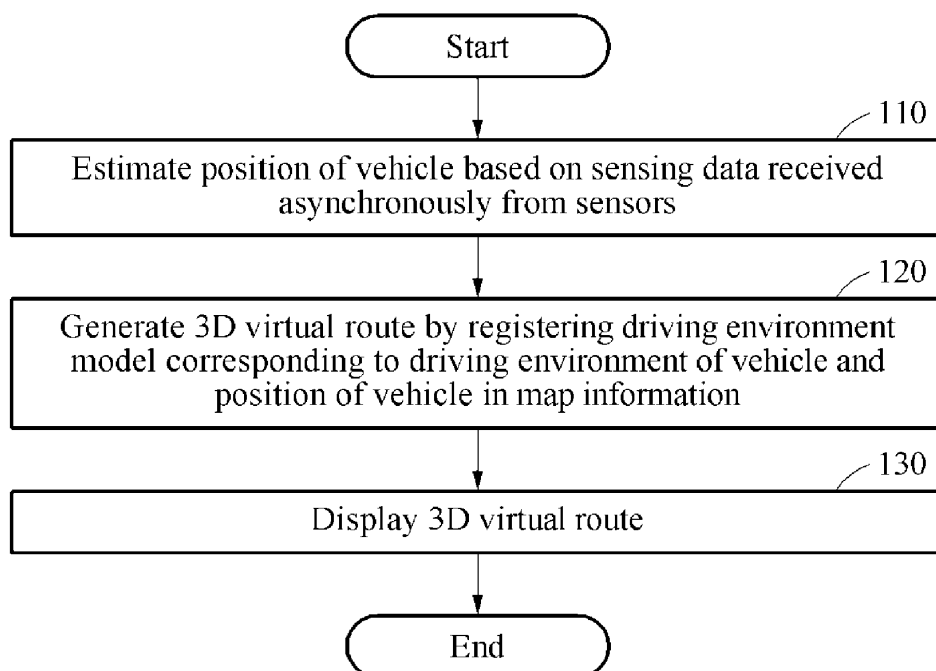 Start
110
Estimate position of vehicle based on sensing data received
asynchronously from sensors
120
Generate 3D virtual route by registering driving environment
model corresponding to driving environment of vehicle and
position of vehicle in map information
130
Display 3D virtual route
End